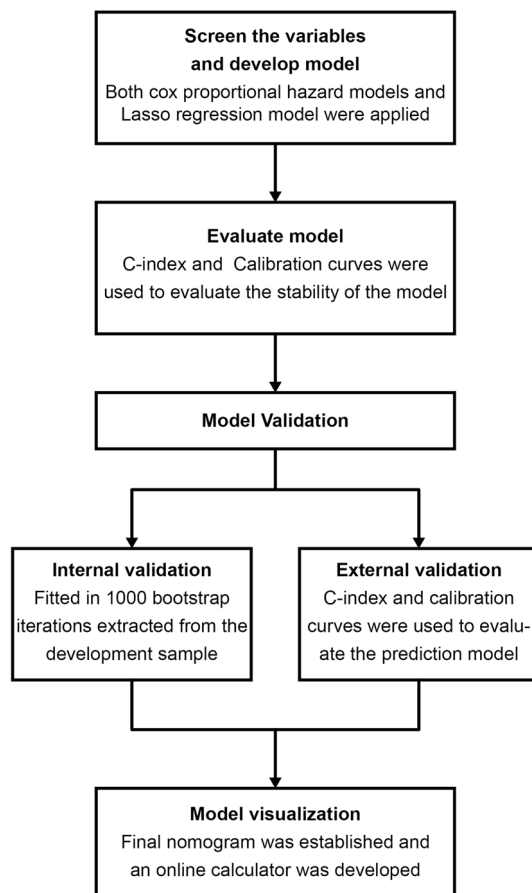 Screen the variables
and develop model
Both cox proportional hazard models and
Lasso regression model were applied
Evaluate model
C-index and Calibration curves were
used to evaluate the stability of the model
Model Validation
Internal validation
Fitted in 1000 bootstrap
iterations extracted from the
development sample
External validation
C-index and calibration
curves were used to evalu-
ate the prediction model
Model visualization
Final nomogram was established and
an online calculator was developed